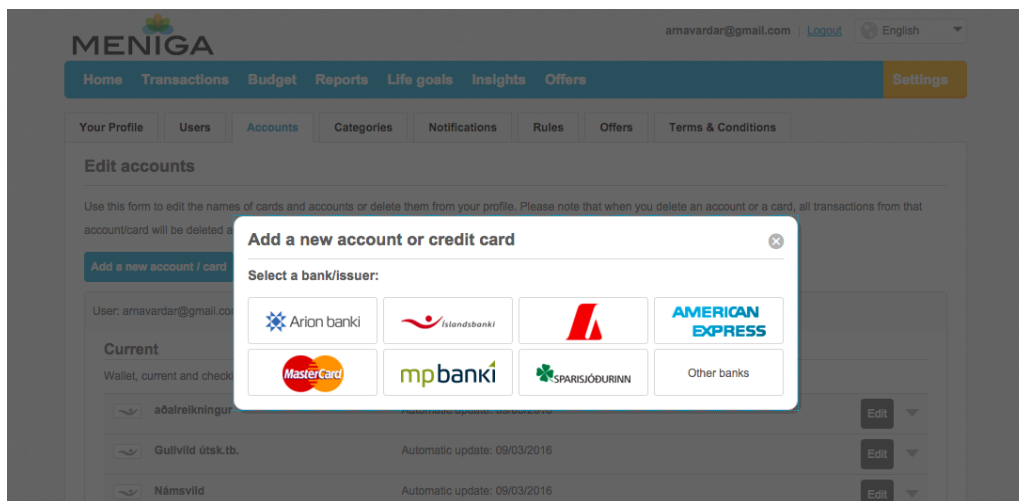 MENIGA
arnavardar@gmail.com | Logout English
Home Transactions Budget Reports Life goals Insights Offers Settings
Your Profile Users Accounts Categories Notifications Rules Offers Terms & Conditions
Edit accounts
Use this form to edit the names of cards and accounts or delete them from your profile. Please note that when you delete an account or a card, all transactions from that
account/card will be deleted a
Add a new account / card
Add a new account or credit card
Select a bank/issuer:
Arion banki
Íslandsbanki
AMERICAN
EXPRESS
MasterCard
mpbanki
SPARISJÓÐURINN
Other banks
User: arnavardar@gmail.co
Current
Wallet, current and checki
aðalreikningur Automatic update: 09/03/2016 Edit
Gullvild útsk.tb. Automatic update: 09/03/2016 Edit
Námsvild Automatic update: 09/03/2016 Edit